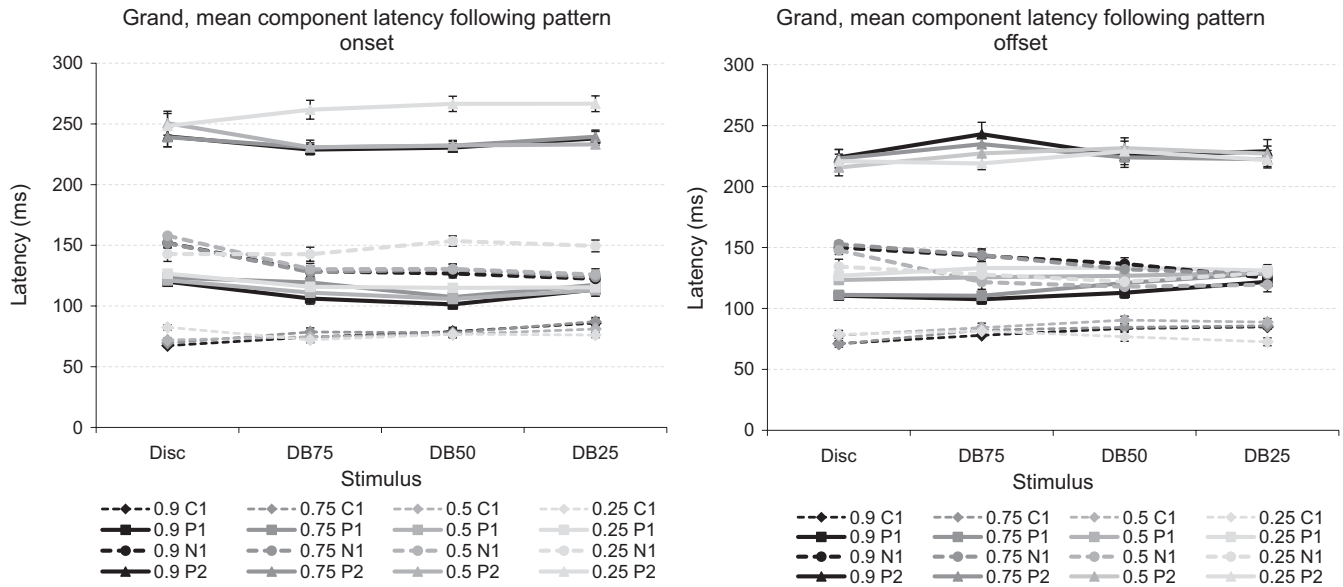 Grand, mean component latency following pattern
onset
300
250
200
150
100
50
0
Latency (ms)
Disc DB75 DB50 DB25
Stimulus
0.9 C1 0.75 C1 0.5 C1 0.25 C1
0.9 P1 0.75 P1 0.5 P1 0.25 P1
0.9 N1 0.75 N1 0.5 N1 0.25 N1
0.9 P2 0.75 P2 0.5 P2 0.25 P2
Grand, mean component latency following pattern
offset
300
250
200
150
100
50
0
Latency (ms)
Disc DB75 DB50 DB25
Stimulus
0.9 C1 0.75 C1 0.5 C1 0.25 C1
0.9 P1 0.75 P1 0.5 P1 0.25 P1
0.9 N1 0.75 N1 0.5 N1 0.25 N1
0.9 P2 0.75 P2 0.5 P2 0.25 P2